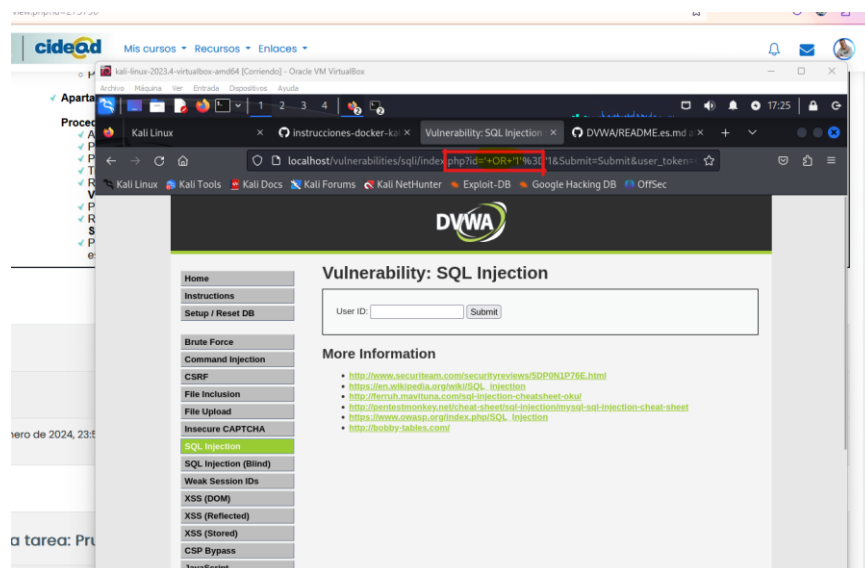 cidead Mis cursos Recursos Enlaces
kali-linux-2023.4-virtualbox-amd64 [Corriendo] - Oracle VM VirtualBox
Archivo Máquina Ver Entrada Dispositivos Ayuda
Aparta
1 2 3 4 17:25
Proced
Kali Linux instrucciones-docker-kal Vulnerability: SQL Injection DVWA/README.es.md a
localhost/vulnerabilities/sqli/index.php?id='+OR+'1'%3D'1&Submit=Submit&user_token=
Kali Linux Kali Tools Kali Docs Kali Forums Kali NetHunter Exploit-DB Google Hacking DB OffSec
DVWA
Vulnerability: SQL Injection
User ID: Submit
More Information
http://www.securiteam.com/securityreviews/5DP0N1P76E.html
https://en.wikipedia.org/wiki/SQL_injection
http://ferruh.mavituna.com/sql-injection-cheatsheet-oku/
http://pentestmonkey.net/cheat-sheet/sql-injection/mysql-sql-injection-cheat-sheet
https://www.owasp.org/index.php/SQL_Injection
http://bobby-tables.com/
Home
Instructions
Setup / Reset DB
Brute Force
Command Injection
CSRF
File Inclusion
File Upload
Insecure CAPTCHA
SQL Injection
SQL Injection (Blind)
Weak Session IDs
XSS (DOM)
XSS (Reflected)
XSS (Stored)
CSP Bypass
JavaScript
nero de 2024, 23:5
a tarea: Pru